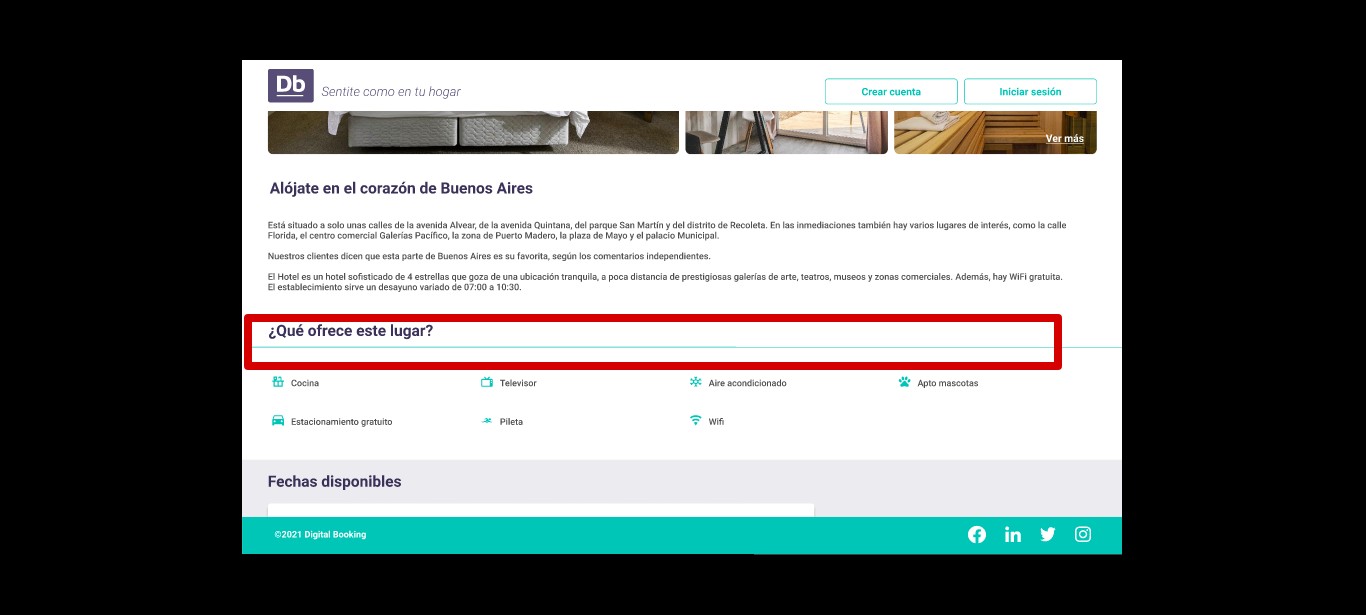 Db
Sentite como en tu hogar
Crear cuenta
Iniciar sesión
Ver más
Alójate en el corazón de Buenos Aires
Está situado a solo unas calles de la avenida Alvear, de la avenida Quintana, del parque San Martín y del distrito de Recoleta. En las inmediaciones también hay varios lugares de interés, como la calle
Florida, el centro comercial Galerías Pacífico, la zona de Puerto Madero, la plaza de Mayo y el palacio Municipal.
Nuestros clientes dicen que esta parte de Buenos Aires es su favorita, según los comentarios independientes.
El Hotel es un hotel sofisticado de 4 estrellas que goza de una ubicación tranquila, a poca distancia de prestigiosas galerías de arte, teatros, museos y zonas comerciales. Además, hay WiFi gratuita.
El establecimiento sirve un desayuno variado de 07:00 a 10:30.
¿Qué ofrece este lugar?
Cocina
Televisor
Aire acondicionado
Apto mascotas
Estacionamiento gratuito
Pileta
Wifi
Fechas disponibles
©2021 Digital Booking